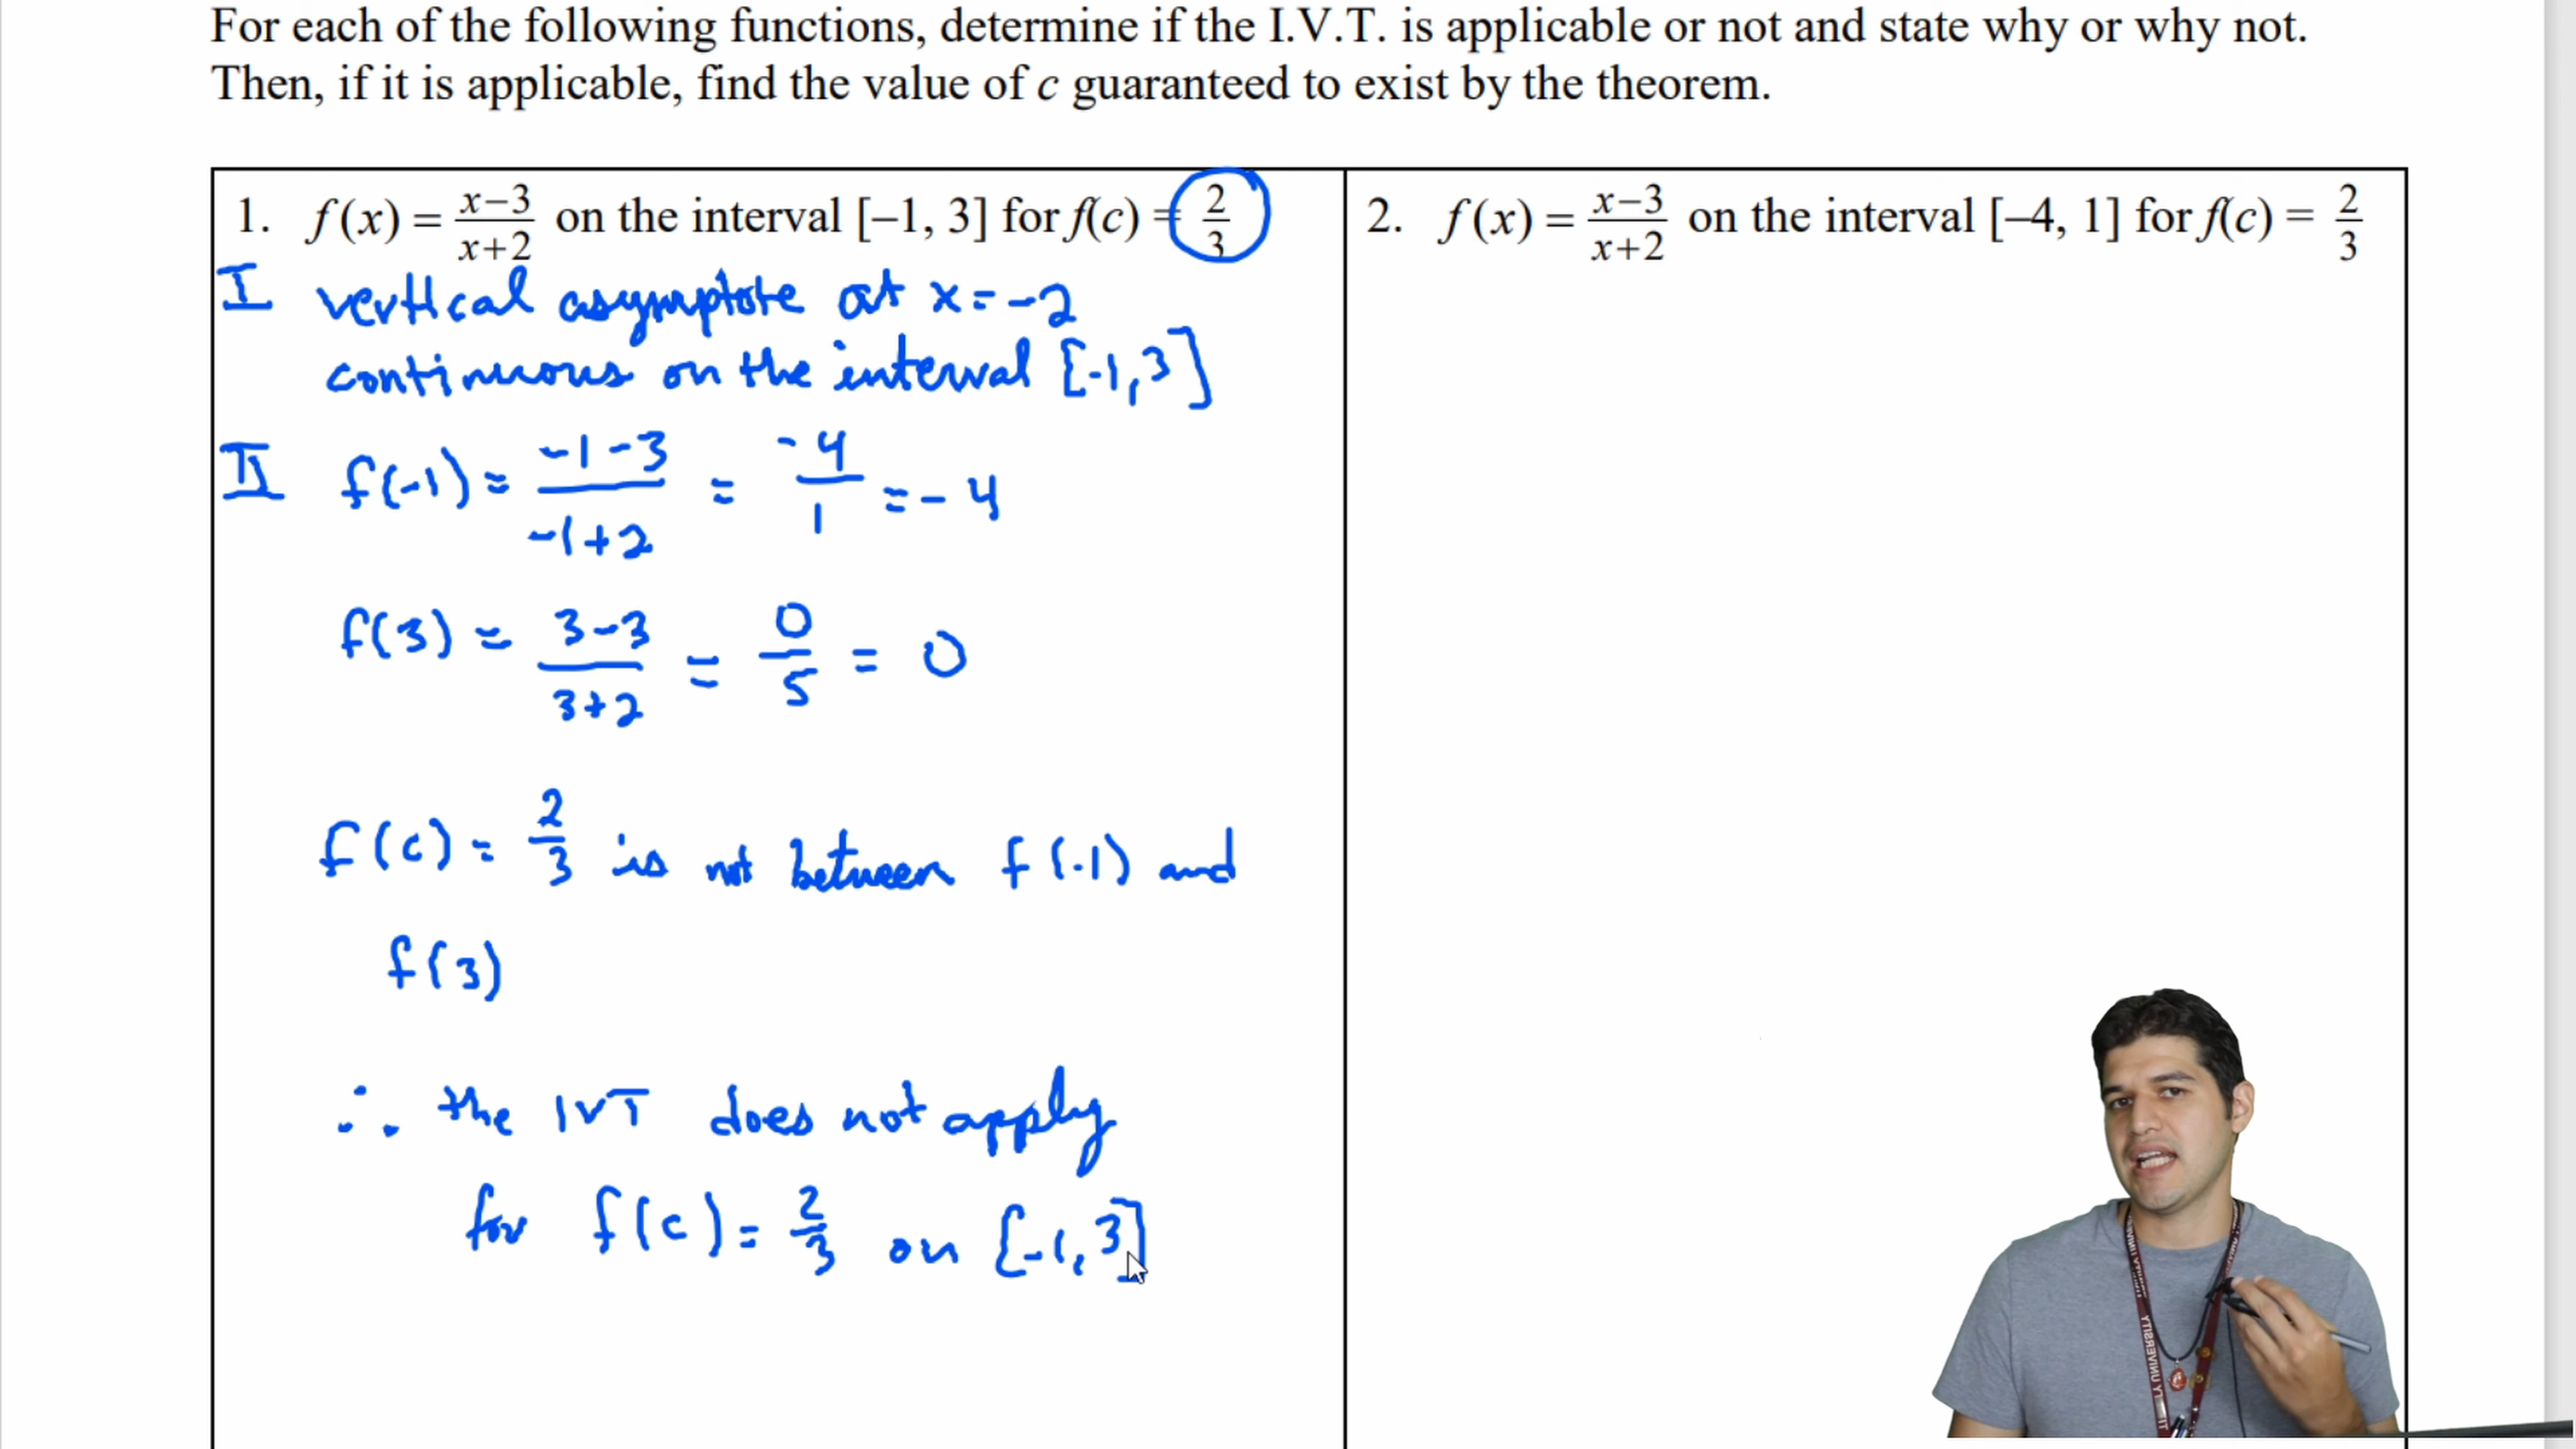 For each of the following functions, determine if the I.V.T. is applicable or not and state why or why not.
Then, if it is applicable, find the value of c guaranteed to exist by the theorem.
1. f(x) = x−3/x+2 on the interval [−1, 3] for f(c) = 2/3
I vertical asymptote at x = -2
continuous on the interval [-1,3]
II f(-1) = -1-3/-1+2 = -4/1 = -4
f(3) = 3-3/3+2 = 0/5 = 0
f(c) = 2/3 is not between f(-1) and
f(3)
∴ the IVT does not apply
for f(c) = 2/3 on [-1,3]
2. f(x) = x−3/x+2 on the interval [−4, 1] for f(c) = 2/3
UNIVERSITY